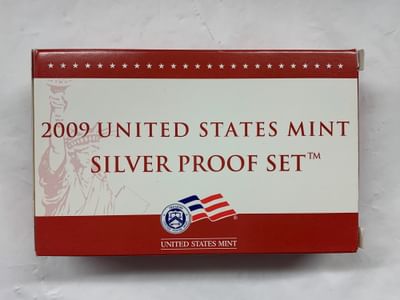 2009 UNITED STATES MINT
SILVER PROOF SET™
UNITED STATES MINT